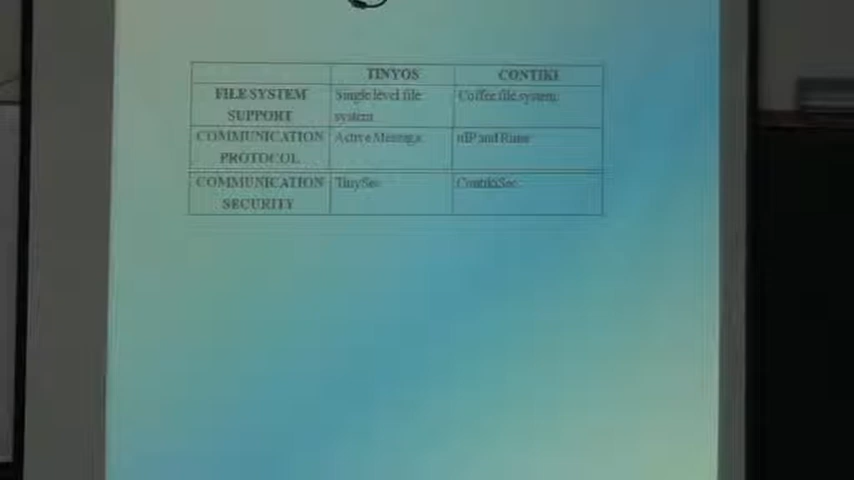 TINYOS CONTIKI
FILE SYSTEM Single level file Coffee file system
SUPPORT system
COMMUNICATION Active Message uIP and Rime
PROTOCOL
COMMUNICATION TinySec ContikiSec
SECURITY